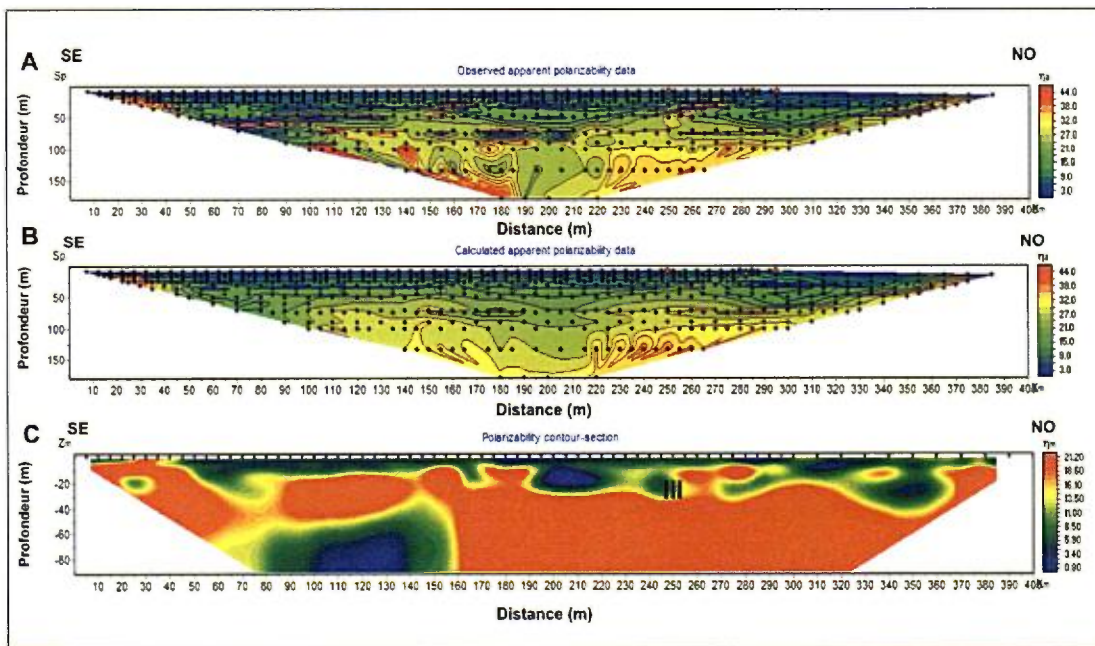 A SE NO
Observed apparent polarizability data
Sp ηa
Profondeur (m)
50
100
150
44.0
38.0
32.0
27.0
21.0
15.0
9.0
3.0
10 20 30 40 50 60 70 80 90 100 110 120 130 140 150 160 170 180 190 200 210 220 230 240 250 260 270 280 290 300 310 320 330 340 350 360 370 380 390
Distance (m)
B SE NO
Calculated apparent polarizability data
Sp ηa
Profondeur (m)
50
100
150
44.0
38.0
32.0
27.0
21.0
15.0
9.0
3.0
10 20 30 40 50 60 70 80 90 100 110 120 130 140 150 160 170 180 190 200 210 220 230 240 250 260 270 280 290 300 310 320 330 340 350 360 370 380 390
Distance (m)
C SE NO
Polarizability contour-section
Zm
Profondeur (m)
-20
-40
-60
-80
21.20
18.60
16.10
13.50
11.00
8.50
3.40
0.90
10 20 30 40 50 60 70 80 90 100 110 120 130 140 150 160 170 180 190 200 210 220 230 240 250 260 270 280 290 300 310 320 330 340 350 360 370 380 390
Distance (m)